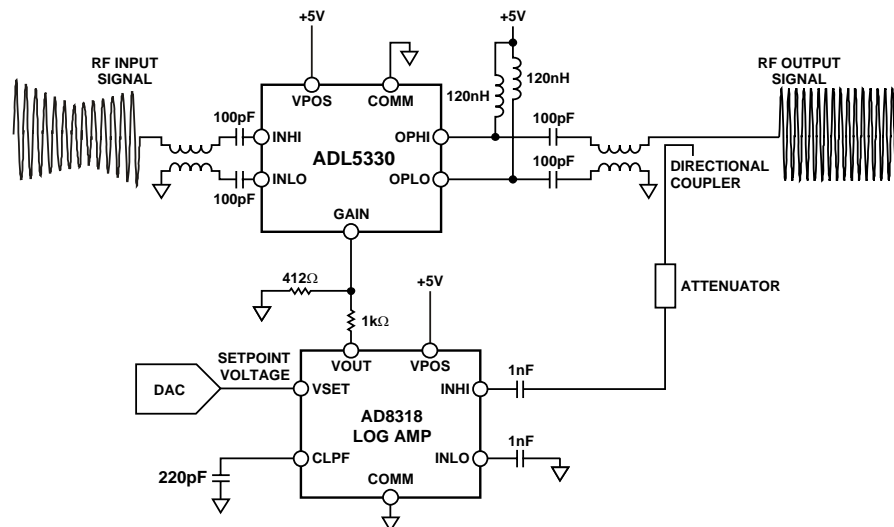 +5V
+5V
RF INPUT
SIGNAL
RF OUTPUT
SIGNAL
VPOS
COMM
120nH
120nH
100pF
100pF
INHI
OPHI
ADL5330
DIRECTIONAL
COUPLER
INLO
OPLO
100pF
100pF
GAIN
412Ω
+5V
ATTENUATOR
1kΩ
SETPOINT
VOLTAGE
VOUT
VPOS
1nF
DAC
VSET
INHI
AD8318
LOG AMP
1nF
CLPF
INLO
220pF
COMM